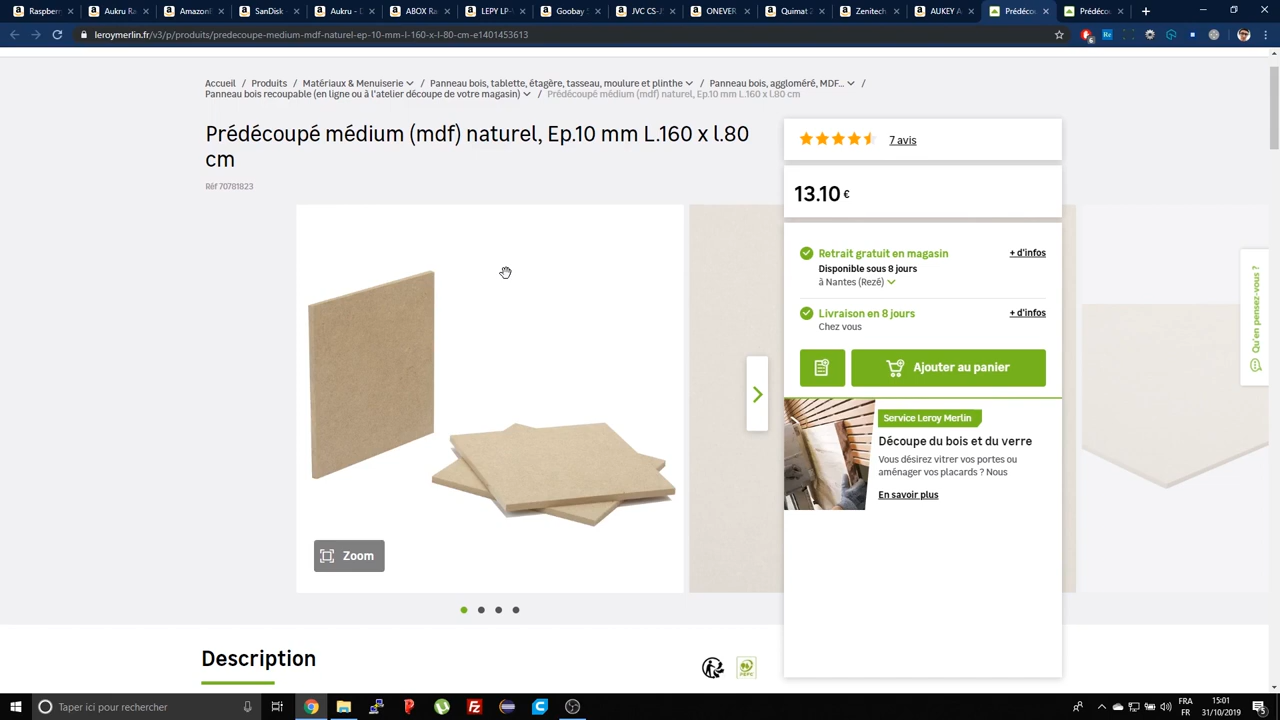 Raspberr
Aukru R
Amazonf
SanDisk
Aukru -
ABOX Ra
LEPY LP-
Goobay
JVC CS-J
ONEVER
Quimat
Zendero
AUKEY A
Prédéco
Prédéco
leroymerlin.fr/v3/p/produits/predecoupe-medium-mdf-naturel-ep-10-mm-l-160-x-l-80-cm-e1401453613
Accueil / Produits / Matériaux & Menuiserie / Panneau bois, tablette, étagère, tasseau, moulure et plinthe / Panneau bois, aggloméré, MDF... /
Panneau bois recoupable (en ligne ou à l'atelier découpe de votre magasin) / Prédécoupé médium (mdf) naturel, Ep.10 mm L.160 x l.80 cm
Prédécoupé médium (mdf) naturel, Ep.10 mm L.160 x l.80
cm
Réf 70781823
7 avis
13.10 €
Retrait gratuit en magasin
+ d'infos
Disponible sous 8 jours
à Nantes (Rezé)
Livraison en 8 jours
+ d'infos
Chez vous
Ajouter au panier
Service Leroy Merlin
Découpe du bois et du verre
Vous désirez vitrer vos portes ou
aménager vos placards ? Nous
En savoir plus
Qu'en pensez-vous ?
Zoom
Description
PEFC
Taper ici pour rechercher
FRA
FR
15:01
31/10/2019